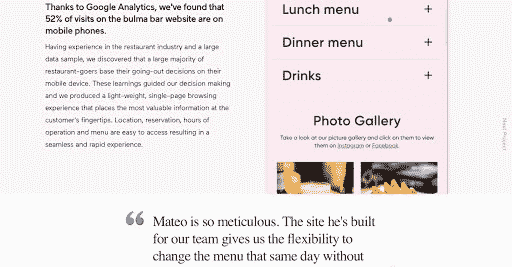 Thanks to Google Analytics, we've found that
52% of visits on the bulma bar website are on
mobile phones.
Having experience in the restaurant industry and a large
data sample, we discovered that a large majority of
restaurant-goers base their going-out decisions on their
mobile device. These learnings guided our decision making
and we produced a light-weight, single-page browsing
experience that places the most valuable information at the
customer's fingertips. Location, reservation, hours of
operation and menu are easy to access resulting in a
seamless and rapid experience.
Lunch menu +
Dinner menu +
Drinks +
Photo Gallery
Take a look at our picture gallery and click on them to view
them on Instagram or Facebook.
Next Project
“ Mateo is so meticulous. The site he's built
for our team gives us the flexibility to
change the menu that same day without